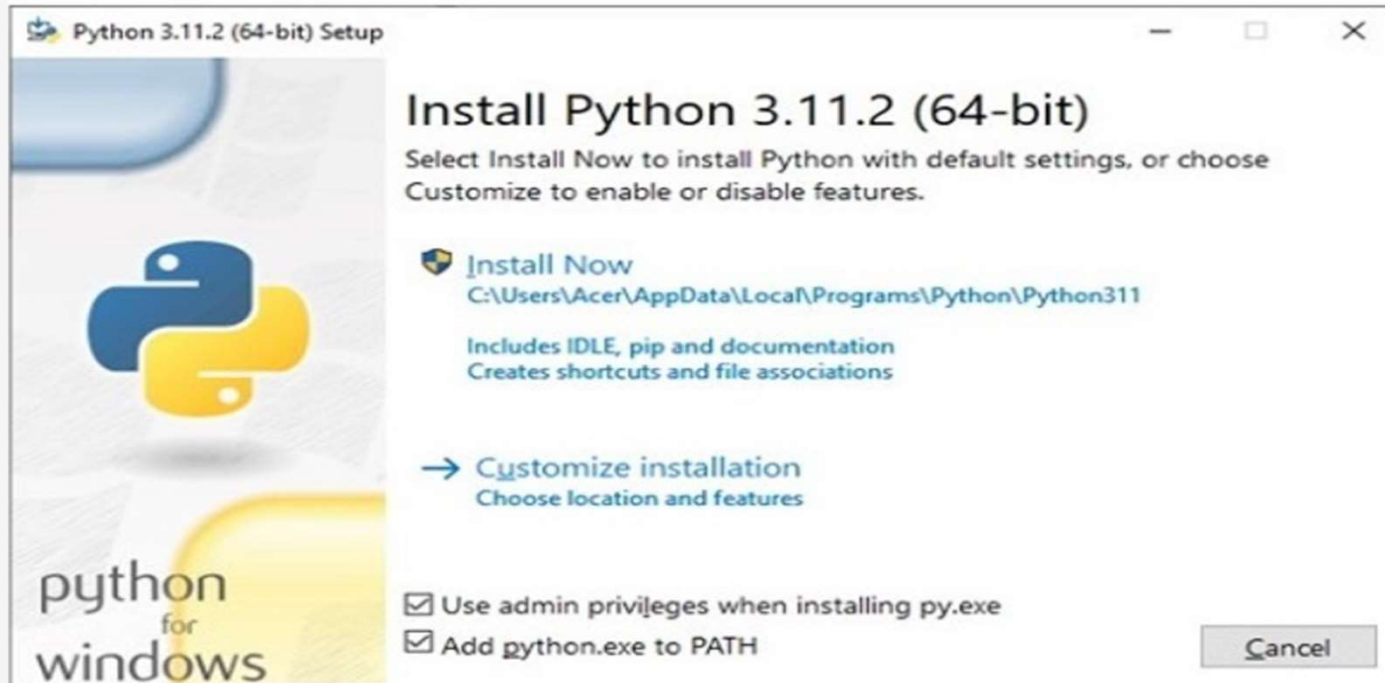 Python 3.11.2 (64-bit) Setup
Install Python 3.11.2 (64-bit)
Select Install Now to install Python with default settings, or choose
Customize to enable or disable features.
Install Now
C:\Users\Acer\AppData\Local\Programs\Python\Python311
Includes IDLE, pip and documentation
Creates shortcuts and file associations
Customize installation
Choose location and features
python
for
windows
Use admin privileges when installing py.exe
Add python.exe to PATH
Cancel